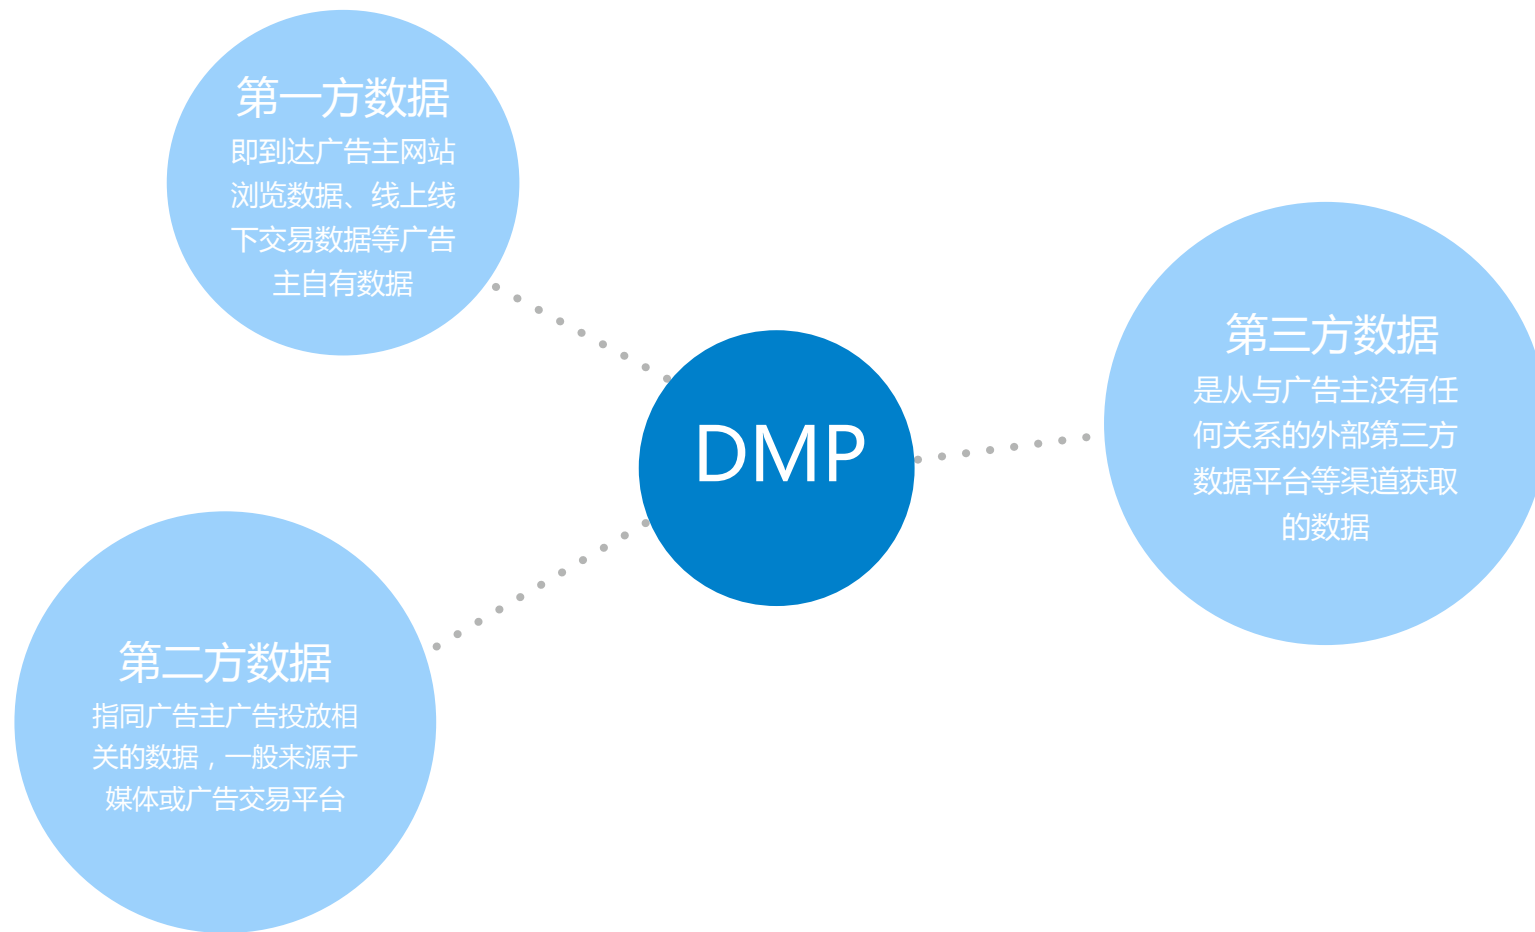 第一方数据
即到达广告主网站
浏览数据、线上线
下交易数据等广告
主自有数据
DMP
第三方数据
是从与广告主没有任
何关系的外部第三方
数据平台等渠道获取
的数据
第二方数据
指同广告主广告投放相
关的数据，一般来源于
媒体或广告交易平台